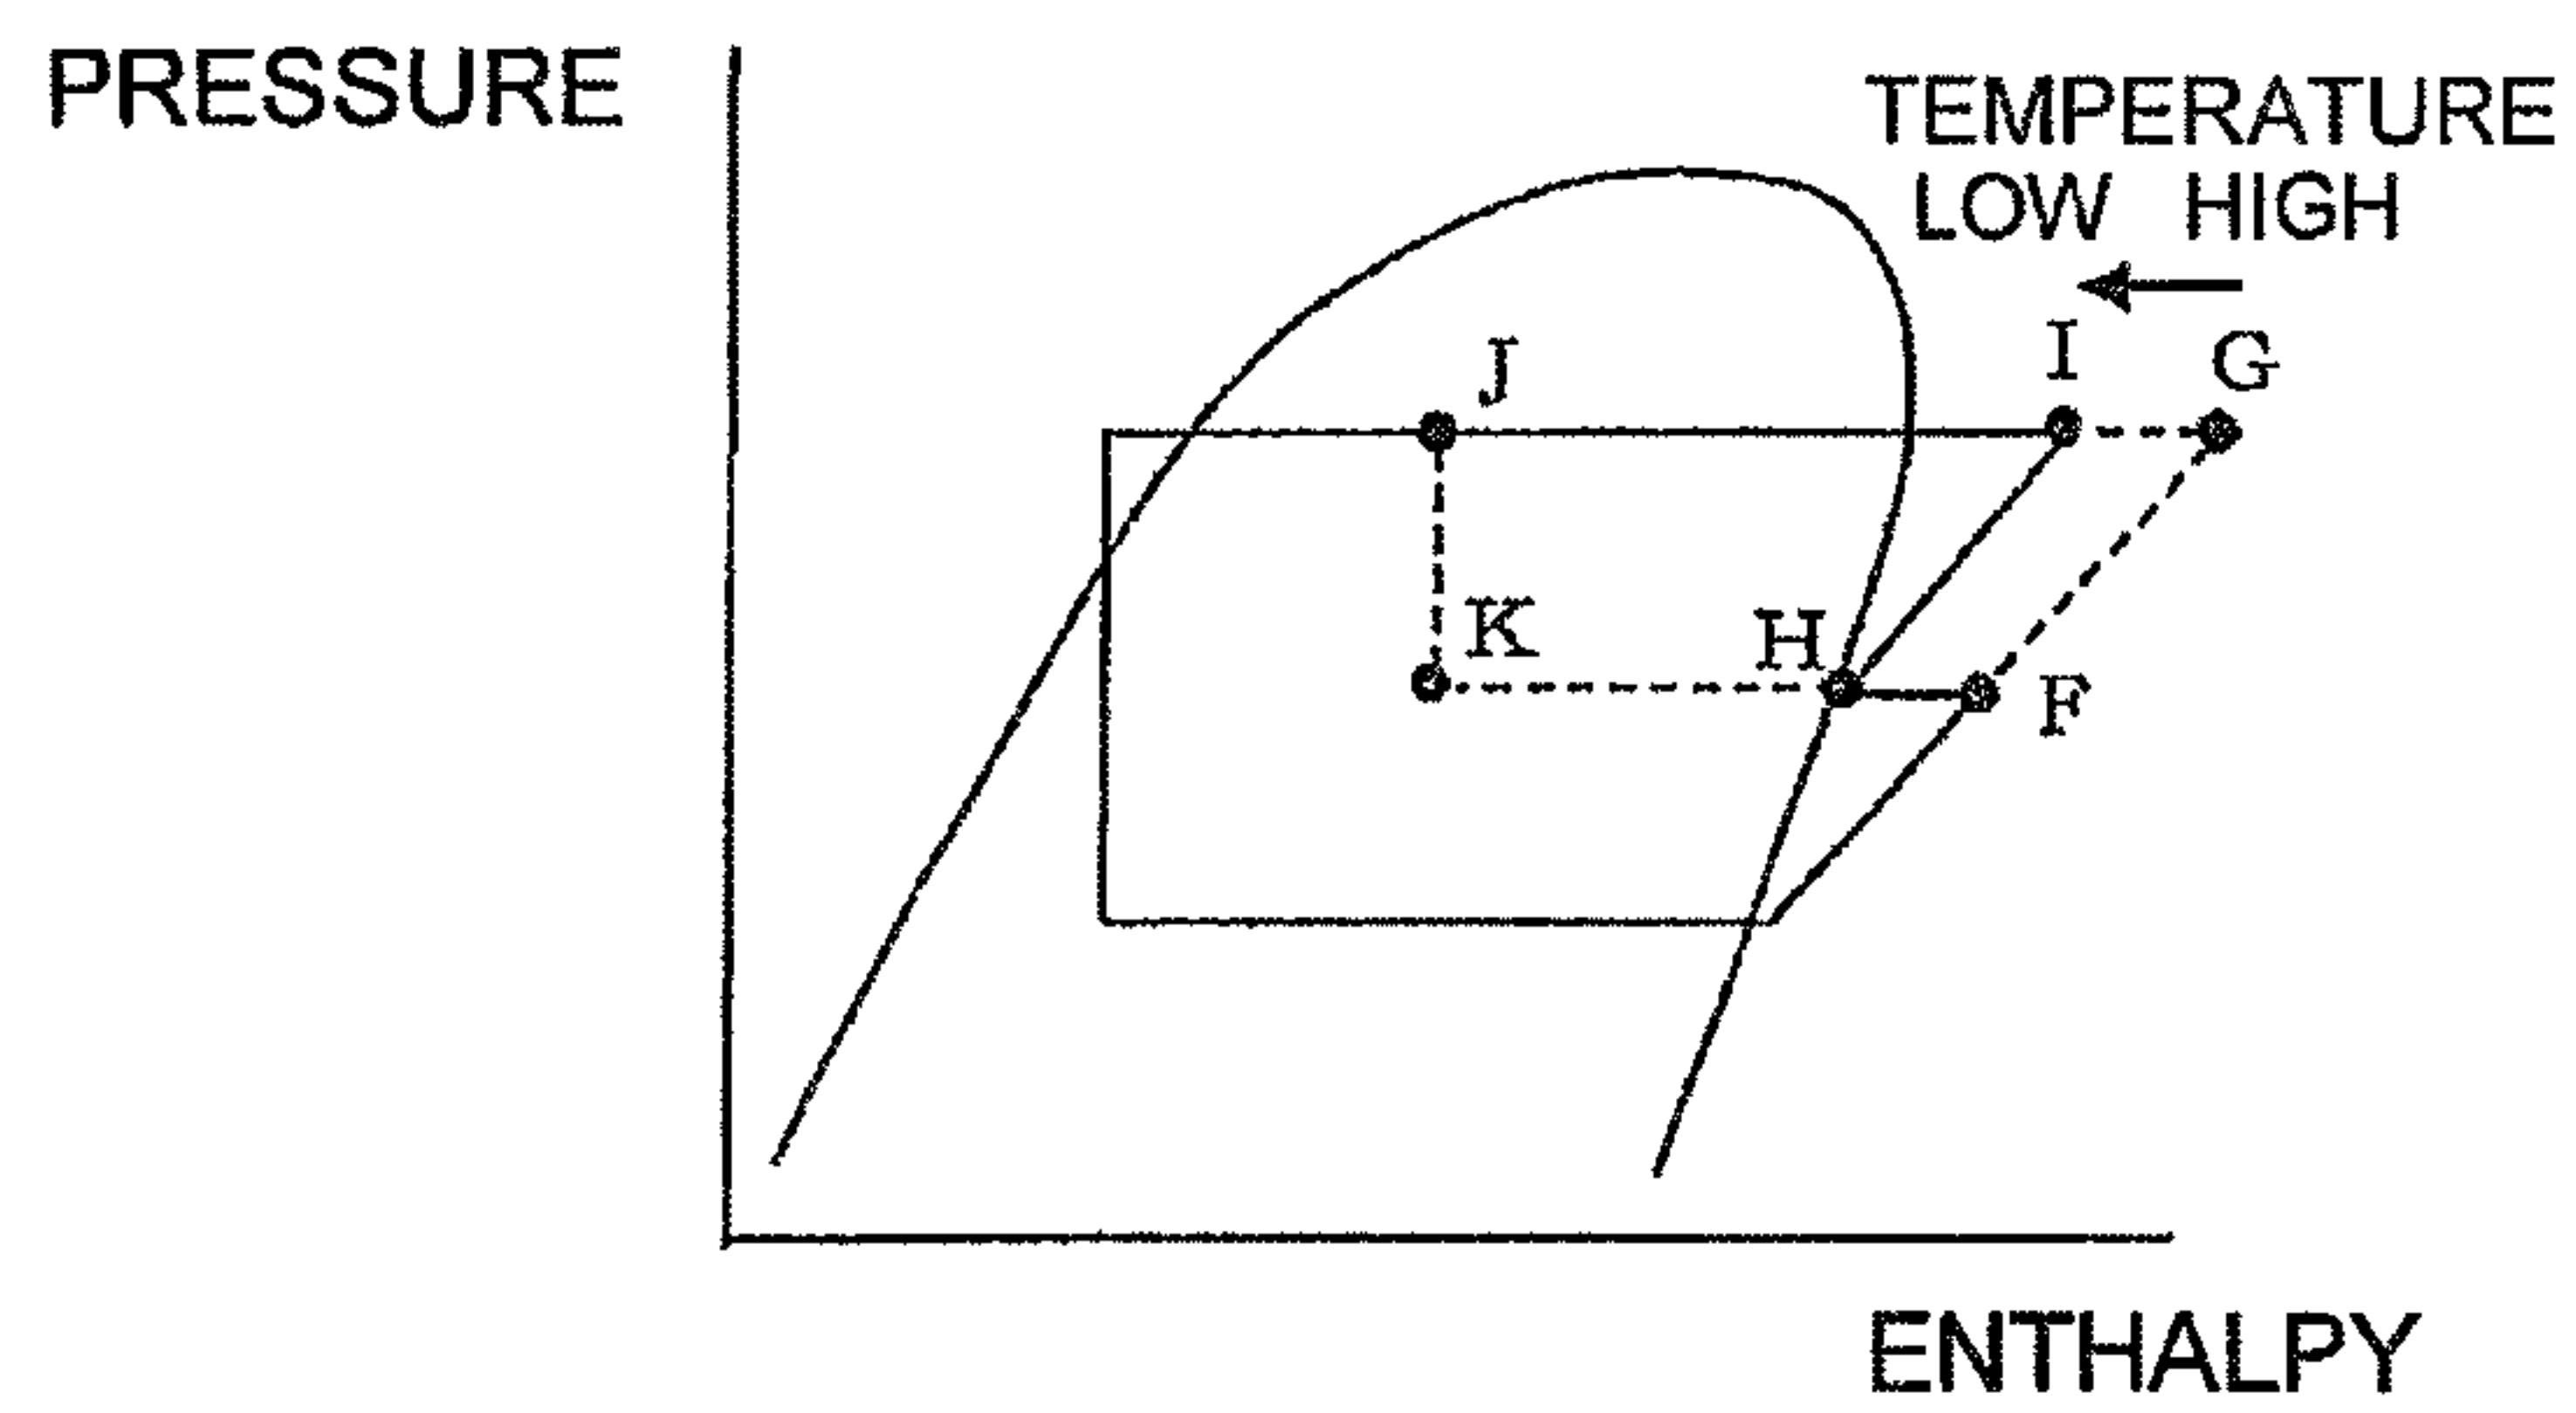 PRESSURE
TEMPERATURE
LOW HIGH
I
G
J
K
H
F
ENTHALPY